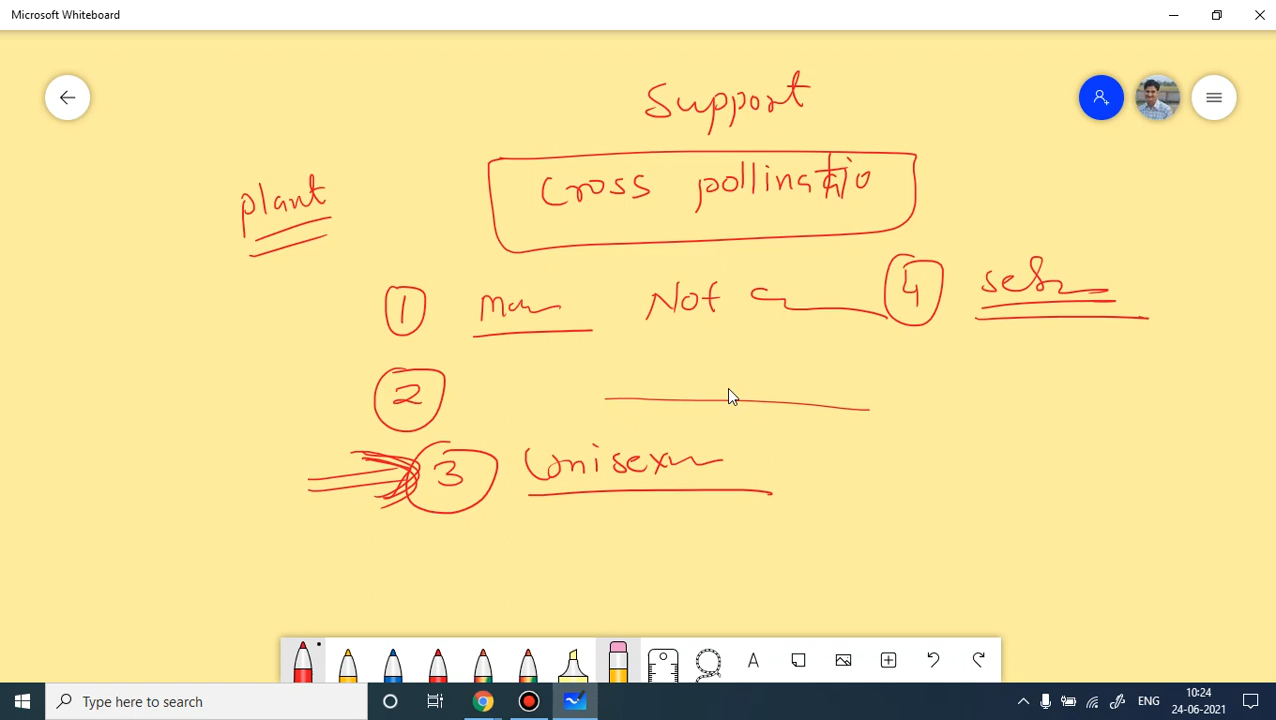 Microsoft Whiteboard
Support
plant
Cross pollinatio
1 Not 4
2
3 Unisex
A
Type here to search
ENG
10:24
24-06-2021